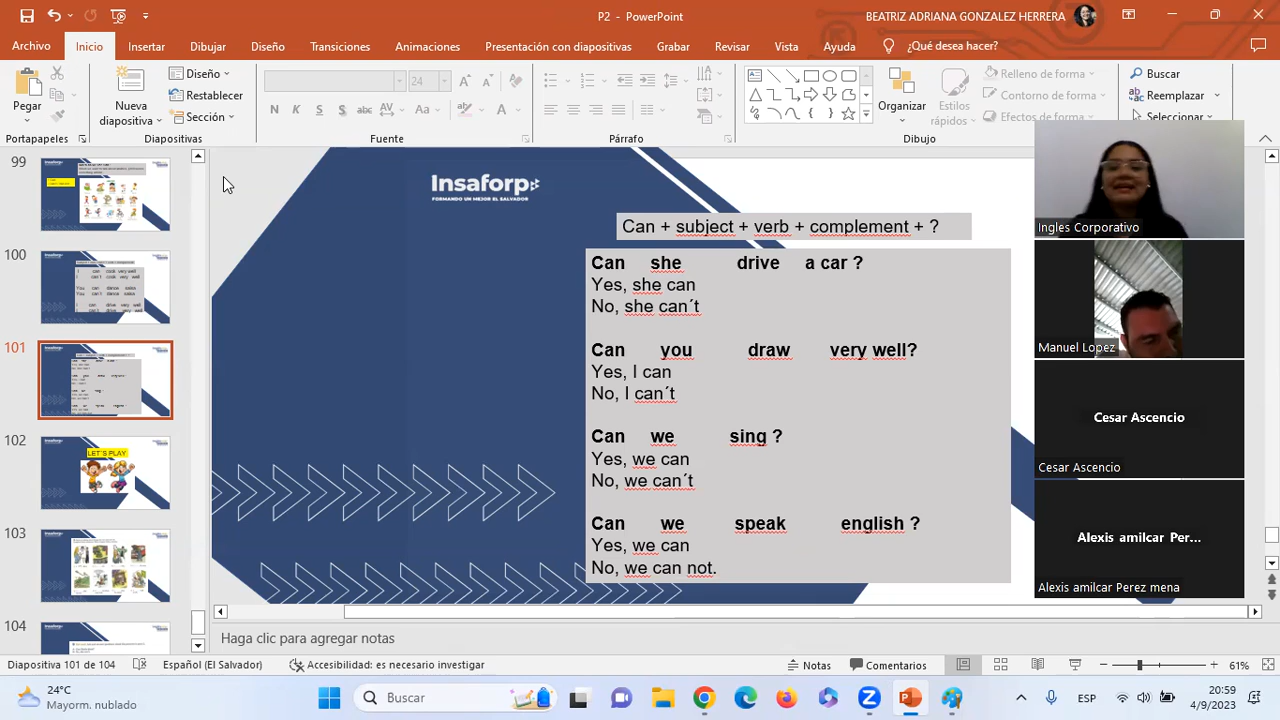 P2 - PowerPoint
BEATRIZ ADRIANA GONZALEZ HERRERA
Archivo
Inicio
Insertar
Dibujar
Diseño
Transiciones
Animaciones
Presentación con diapositivas
Grabar
Revisar
Vista
Ayuda
¿Qué desea hacer?
Pegar
Nueva diapositiva
Diseño
Restablecer
Sección
24
N K S S abc AV Aa A
Organizar
Estilos rápidos
Relleno de forma
Contorno de forma
Efectos de forma
Buscar
Reemplazar
Seleccionar
Portapapeles
Diapositivas
Fuente
Párrafo
Dibujo
99
100
101
102
LET'S PLAY
103
104
Insaforp
FORMANDO UN MEJOR EL SALVADOR
Can + subject + verb + complement + ?
Can she drive a car ?
Yes, she can
No, she can´t
Can you draw very well?
Yes, I can
No, I can´t
Can we sing ?
Yes, we can
No, we can´t
Can we speak english ?
Yes, we can
No, we can not.
Ingles Corporativo
Manuel Lopez
Cesar Ascencio
Cesar Ascencio
Alexis amilcar Per...
Alexis amilcar Perez mena
Haga clic para agregar notas
Diapositiva 101 de 104
Español (El Salvador)
Accesibilidad: es necesario investigar
Notas
Comentarios
61%
24°C
Mayorm. nublado
Buscar
ESP
20:59
4/9/2023